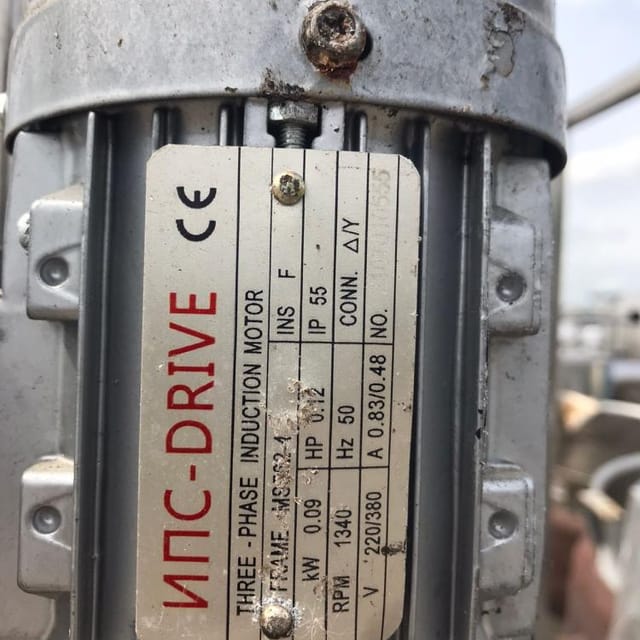 ИПС-DRIVE CE
THREE-PHASE INDUCTION MOTOR
FRAME INS F
kW 0.09 HP 0.12 IP 55
RPM 1340 Hz 50 CONN. △/Y
V 220/380 A 0.83/0.48 NO.